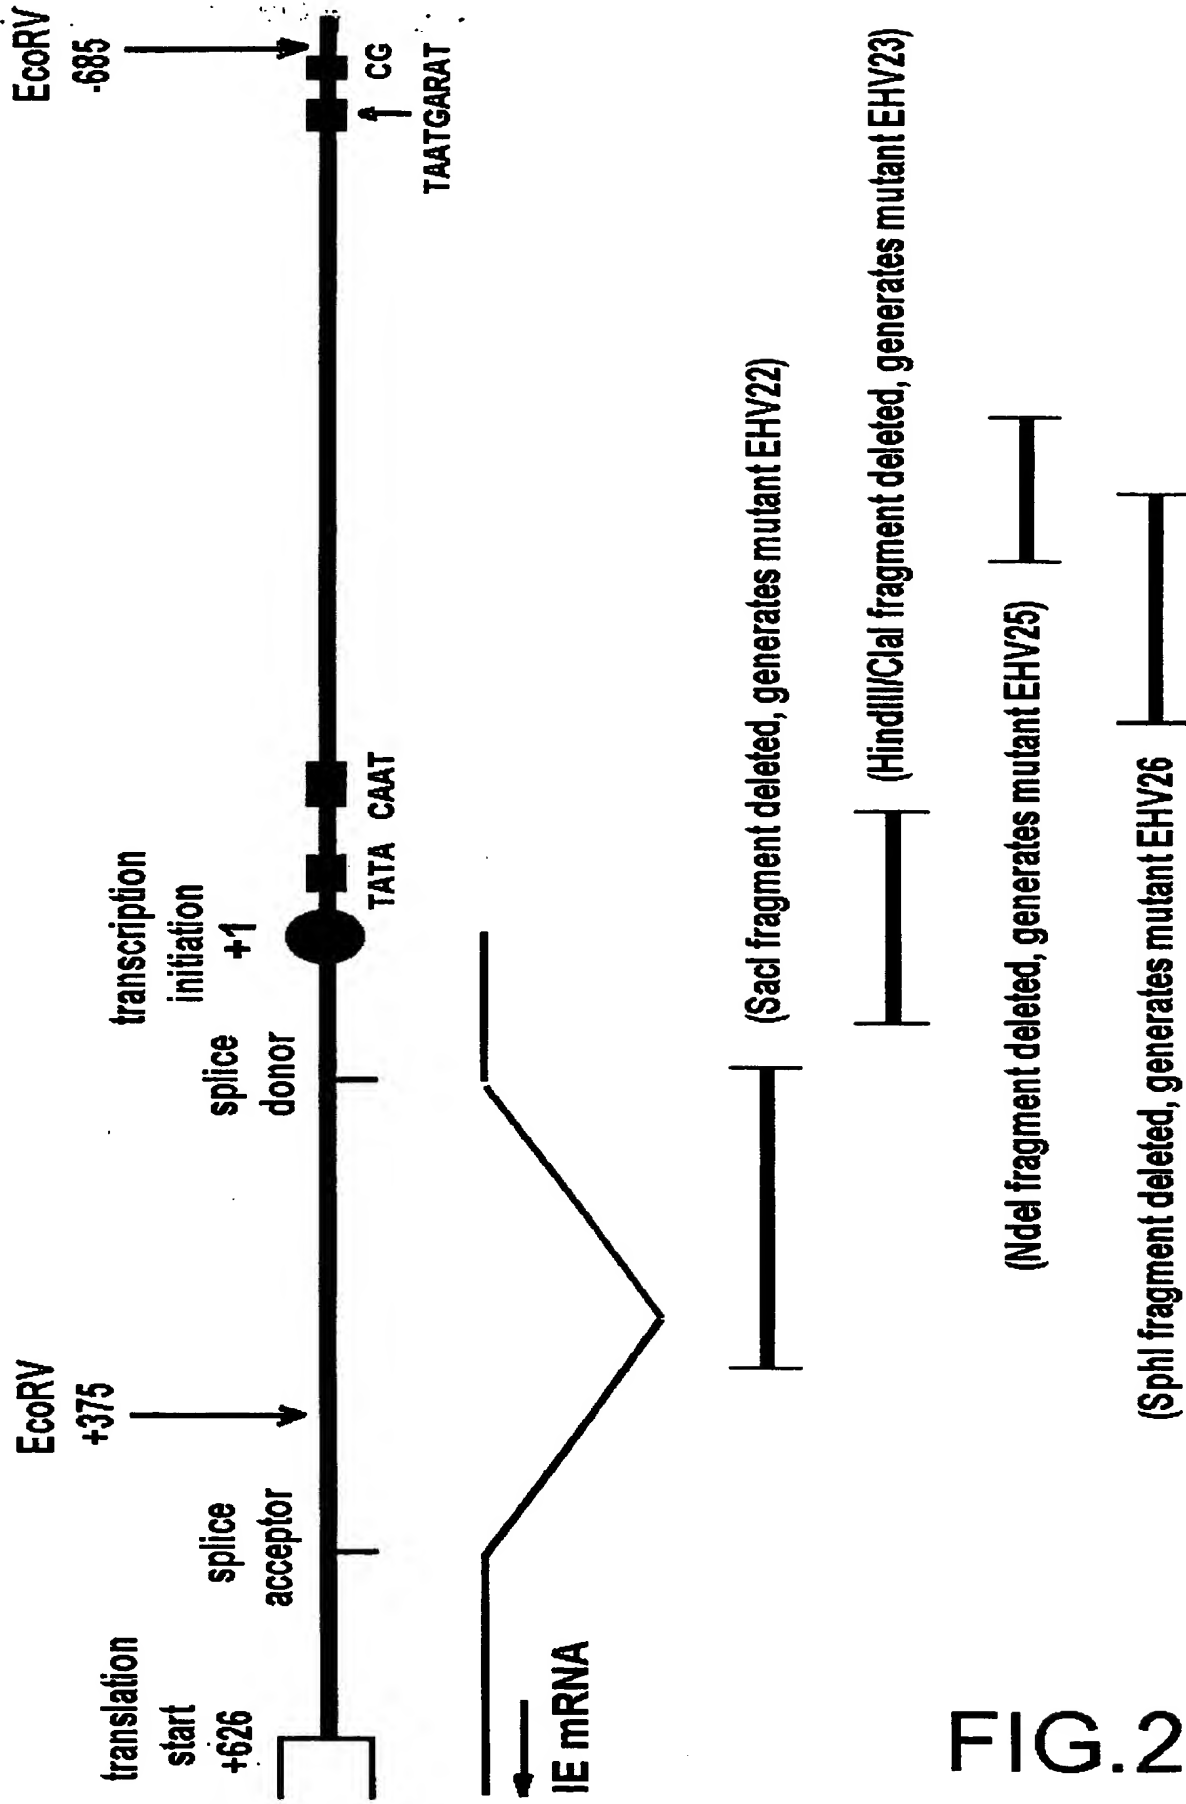 EcoRV
-685
CG
TAATGARAT
transcription
initiation
+1
TATA CAAT
splice
donor
EcoRV
+375
splice
acceptor
translation
start
+626
IE mRNA
(SacI fragment deleted, generates mutant EHV22)
(HindIII/ClaI fragment deleted, generates mutant EHV23)
(NdeI fragment deleted, generates mutant EHV25)
(SphI fragment deleted, generates mutant EHV26
FIG.2